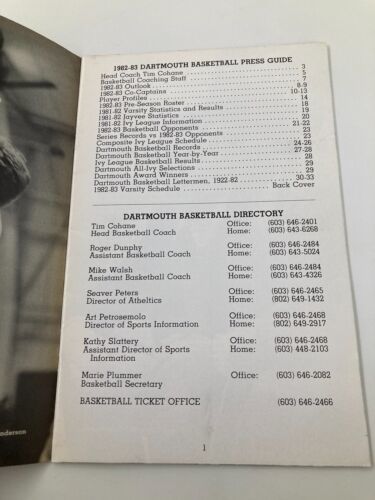 1982-83 DARTMOUTH BASKETBALL PRESS GUIDE
Head Coach Tim Cohane 3
Basketball Coaching Staff 5
1982-83 Outlook 7
1982-83 Co-Captains 8-9
Player Profiles 10-13
1982-83 Pre-Season Roster 14
1981-82 Varsity Statistics and Results 18
1981-82 Jayvee Statistics 19
1981-82 Ivy League Information 20
1982-83 Basketball Opponents 21-22
Series Records vs 1982-83 Opponents 23
Composite Ivy League Schedule 23
Dartmouth Basketball Records 24-26
Dartmouth Basketball Year-by-Year 27-28
Ivy League Basketball Results 28
Dartmouth All-Ivy Selections 29
Dartmouth Award Winners 29
Dartmouth Basketball Lettermen, 1922-82 30-33
1982-83 Varsity Schedule Back Cover
DARTMOUTH BASKETBALL DIRECTORY
Tim Cohane Office: (603) 646-2401
Head Basketball Coach Home: (603) 643-6268
Roger Dunphy Office: (603) 646-2484
Assistant Basketball Coach Home: (603) 643-5024
Mike Walsh Office: (603) 646-2484
Assistant Basketball Coach Home: (603) 643-4326
Seaver Peters Office: (603) 646-2465
Director of Atheltics Home: (802) 649-1432
Art Petrosemolo Office: (603) 646-2468
Director of Sports Information Home: (802) 649-2917
Kathy Slattery Office: (603) 646-2468
Assistant Director of Sports Home: (603) 448-2103
Information
Marie Plummer Office: (603) 646-2082
Basketball Secretary
BASKETBALL TICKET OFFICE (603) 646-2466
nderson
1